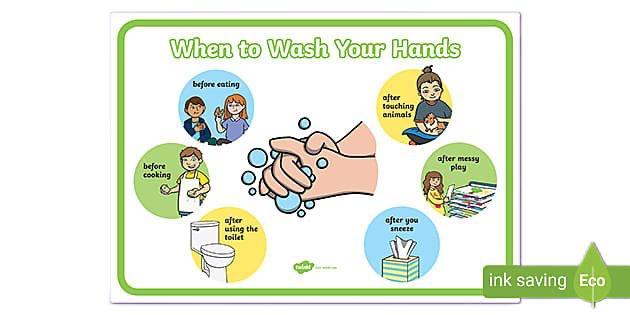 When to Wash Your Hands
before eating
after
touching
animals
before
cooking
after messy
play
after
using the
toilet
after you
sneeze
twinkl
ink saving
Eco